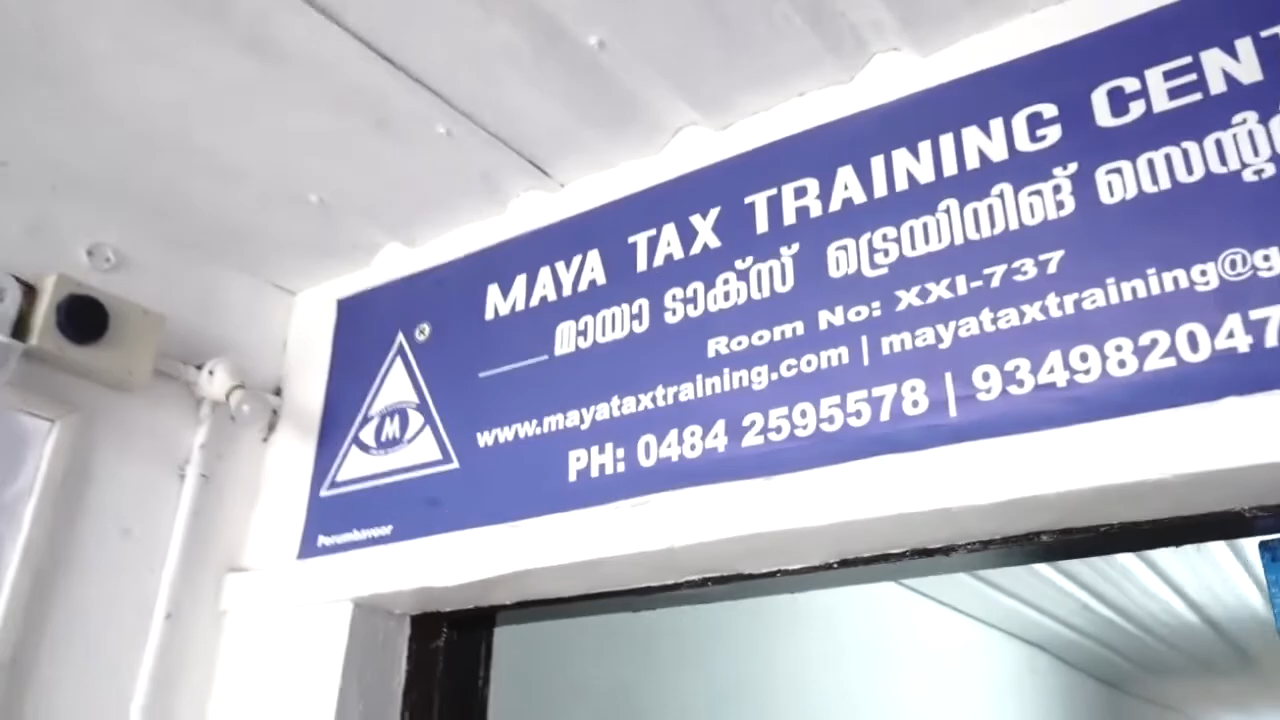 MAYA TAX TRAINING CENT
മായാ ടാക്സ് ട്രെയിനിങ് സെന്റ
Room No: XXI-737
www.mayataxtraining.com | mayataxtraining@g
PH: 0484 2595578 | 934982047
®
M
Perumbavoor